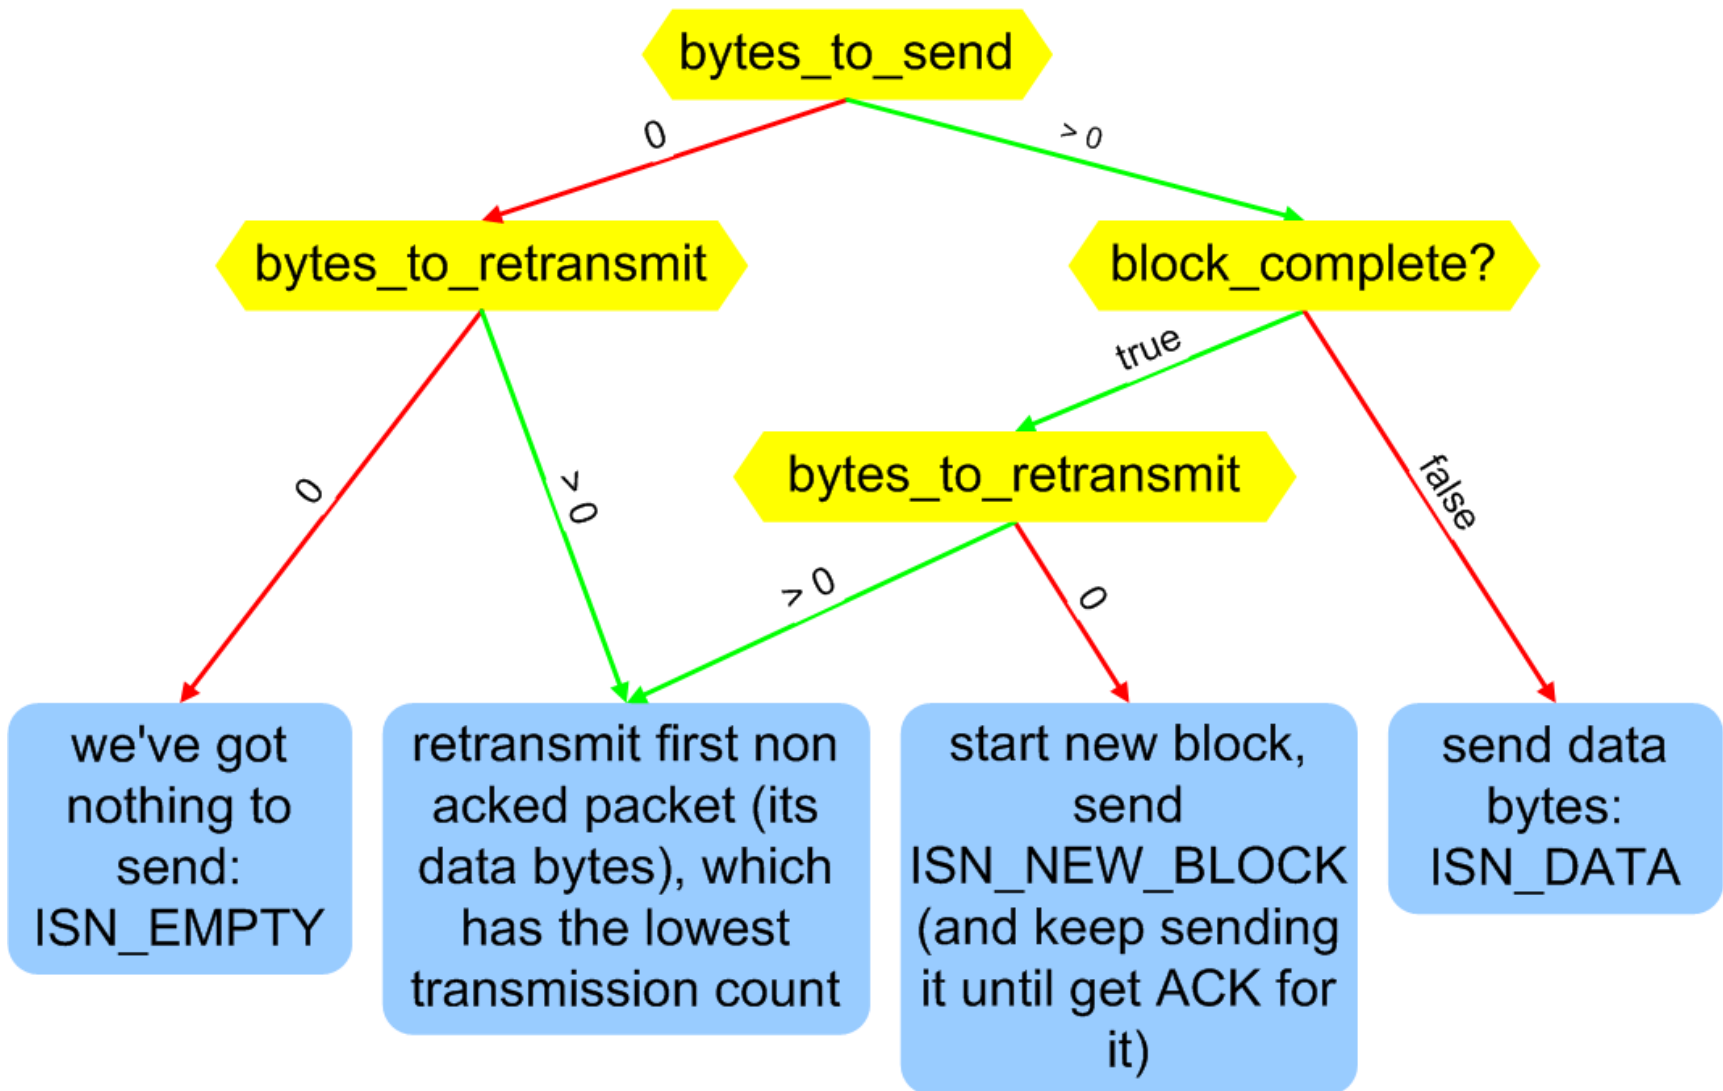 bytes_to_send
0
> 0
bytes_to_retransmit
block_complete?
true
bytes_to_retransmit
false
0
> 0
> 0
0
we've got
nothing to
send:
ISN_EMPTY
retransmit first non
acked packet (its
data bytes), which
has the lowest
transmission count
start new block,
send
ISN_NEW_BLOCK
(and keep sending
it until get ACK for
it)
send data
bytes:
ISN_DATA